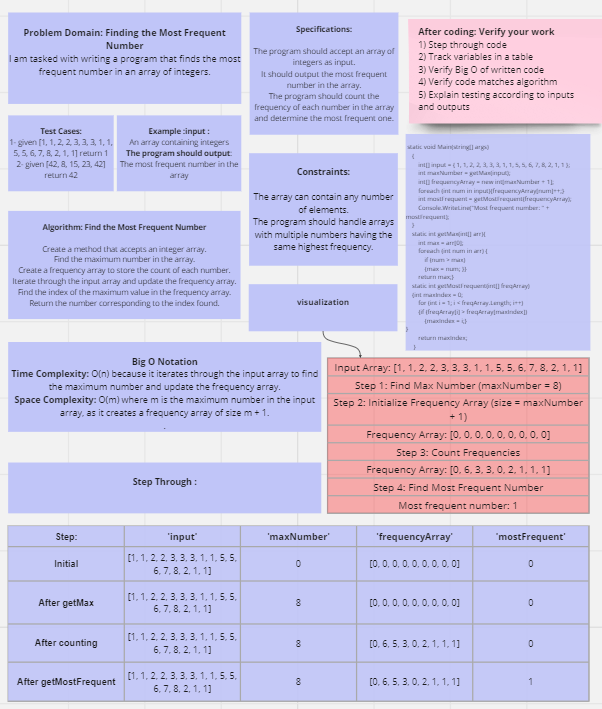 Problem Domain: Finding the Most Frequent
Number
I am tasked with writing a program that finds the most
frequent number in an array of integers.
Specifications:
The program should accept an array of
integers as input.
It should output the most frequent
number in the array.
The program should count the
frequency of each number in the array
and determine the most frequent one.
After coding: Verify your work
1) Step through code
2) Track variables in a table
3) Verify Big O of written code
4) Verify code matches algorithm
5) Explain testing according to inputs
and outputs
Test Cases:
1- given [1, 1, 2, 2, 3, 3, 3, 1, 1,
5, 5, 6, 7, 8, 2, 1, 1] return 1
2- given [42, 8, 15, 23, 42]
return 42
Example :input :
An array containing integers
The program should output:
The most frequent number in the
array
Constraints:
The array can contain any number
of elements.
The program should handle arrays
with multiple numbers having the
same highest frequency.
static void Main(string[] args)
{
int[] input = { 1, 1, 2, 2, 3, 3, 3, 1, 1, 5, 5, 6, 7, 8, 2, 1, 1 };
int maxNumber = getMax(input);
int[] frequencyArray = new int[maxNumber + 1];
foreach (int num in input){frequencyArray[num]++;}
int mostFrequent = getMostFrequent(frequencyArray);
Console.WriteLine("Most frequent number: " +
mostFrequent);
}
static int getMax(int[] arr){
int max = arr[0];
foreach (int num in arr) {
if (num > max)
{max = num; }}
return max;}
static int getMostFrequent(int[] freqArray)
{int maxIndex = 0;
for (int i = 1; i < freqArray.Length; i++)
{if (freqArray[i] > freqArray[maxIndex])
{maxIndex = i;}
}
return maxIndex;
}
Algorithm: Find the Most Frequent Number
Create a method that accepts an integer array.
Find the maximum number in the array.
Create a frequency array to store the count of each number.
Iterate through the input array and update the frequency array.
Find the index of the maximum value in the frequency array.
Return the number corresponding to the index found.
visualization
Big O Notation
Time Complexity: O(n) because it iterates through the input array to find
the maximum number and update the frequency array.
Space Complexity: O(m) where m is the maximum number in the input
array, as it creates a frequency array of size m + 1.
.
Input Array: [1, 1, 2, 2, 3, 3, 3, 1, 1, 5, 5, 6, 7, 8, 2, 1, 1]
Step 1: Find Max Number (maxNumber = 8)
Step 2: Initialize Frequency Array (size = maxNumber
+ 1)
Frequency Array: [0, 0, 0, 0, 0, 0, 0, 0, 0]
Step 3: Count Frequencies
Frequency Array: [0, 6, 3, 3, 0, 2, 1, 1, 1]
Step 4: Find Most Frequent Number
Most frequent number: 1
Step Through :
Step: 'input' 'maxNumber' 'frequencyArray' 'mostFrequent'
Initial [1, 1, 2, 2, 3, 3, 3, 1, 1, 5, 5, 6, 7, 8, 2, 1, 1] 0 [0, 0, 0, 0, 0, 0, 0, 0, 0] 0
After getMax [1, 1, 2, 2, 3, 3, 3, 1, 1, 5, 5, 6, 7, 8, 2, 1, 1] 8 [0, 0, 0, 0, 0, 0, 0, 0, 0] 0
After counting [1, 1, 2, 2, 3, 3, 3, 1, 1, 5, 5, 6, 7, 8, 2, 1, 1] 8 [0, 6, 5, 3, 0, 2, 1, 1, 1] 0
After getMostFrequent [1, 1, 2, 2, 3, 3, 3, 1, 1, 5, 5, 6, 7, 8, 2, 1, 1] 8 [0, 6, 5, 3, 0, 2, 1, 1, 1] 1